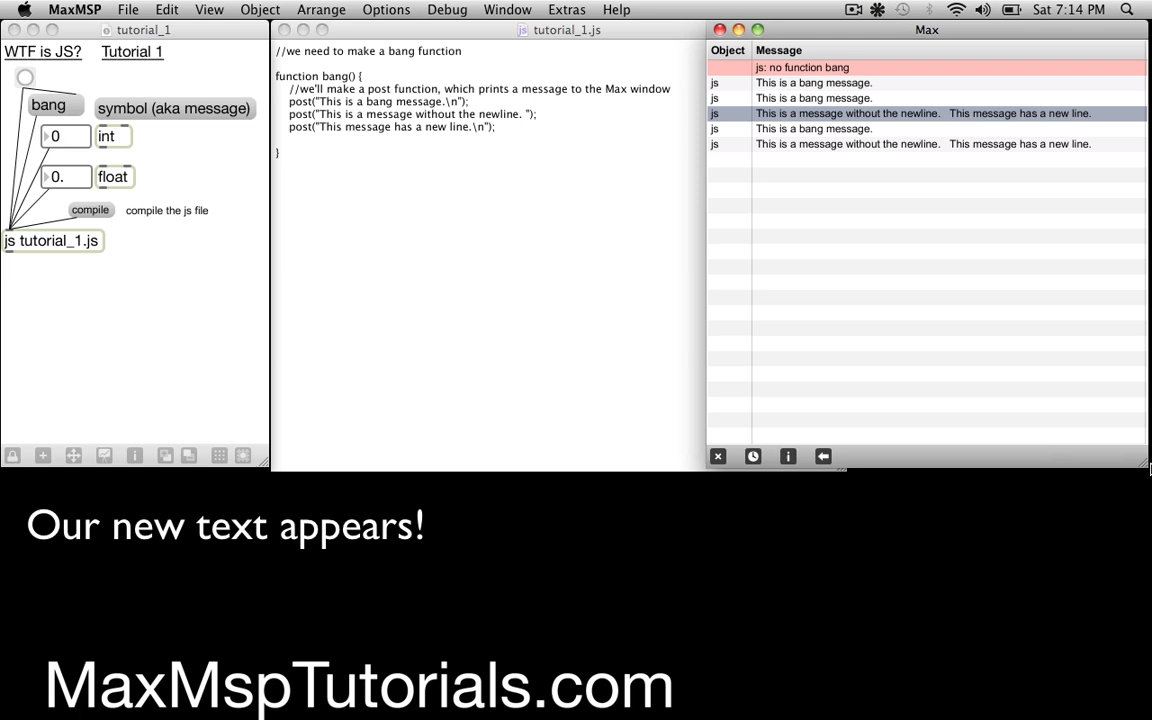 MaxMSP File Edit View Object Arrange Options Debug Window Extras Help Sat 7:14 PM
tutorial_1
WTF is JS? Tutorial 1
bang
symbol (aka message)
0 int
0. float
compile compile the js file
js tutorial_1.js
tutorial_1.js
//we need to make a bang function
function bang() {
//we'll make a post function, which prints a message to the Max window
post("This is a bang message.\n");
post("This is a message without the newline. ");
post("This message has a new line.\n");
}
Max
Object Message
js: no function bang
js This is a bang message.
js This is a bang message.
js This is a message without the newline. This message has a new line.
js This is a bang message.
js This is a message without the newline. This message has a new line.
Our new text appears!
MaxMspTutorials.com